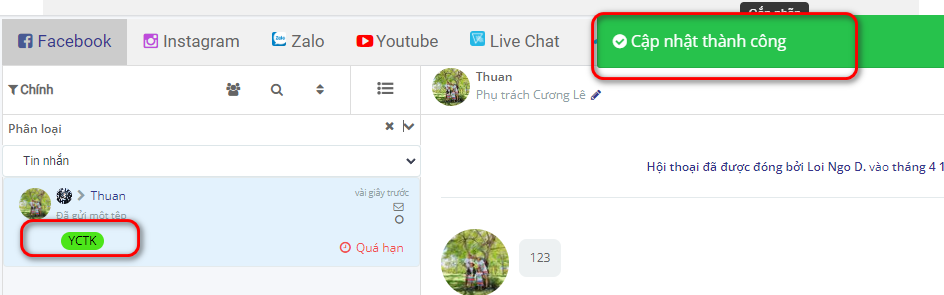 Gắn nhãn
Facebook Instagram Zalo Youtube Live Chat
Cập nhật thành công
Chính
Thuan
Phụ trách Cương Lê
Phân loại
Tin nhắn
Hội thoại đã được đóng bởi Loi Ngo D. vào tháng 4 1
Thuan
vài giây trước
Đã gửi một tệp
YCTK
Quá hạn
123